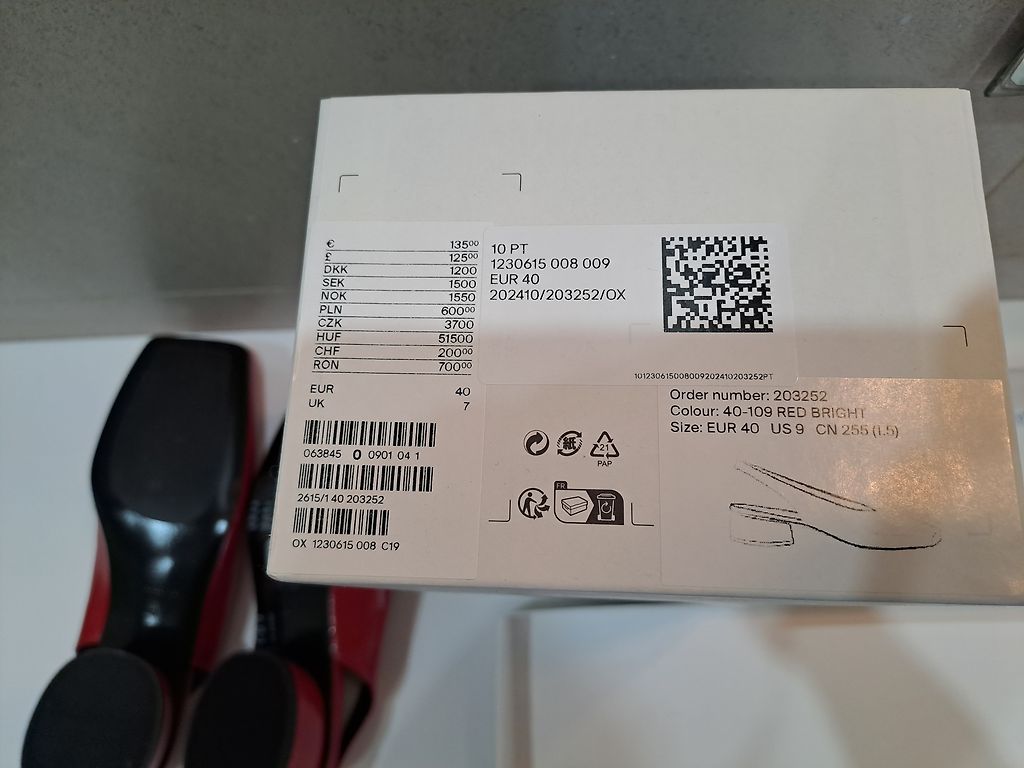 € 135⁰⁰
£ 125⁰⁰
DKK 1200
SEK 1500
NOK 1550
PLN 600⁰⁰
CZK 3700
HUF 51500
CHF 200⁰⁰
RON 700⁰⁰
EUR 40
UK 7
063845 0 0901 04 1
2615/1 40 203252
OX 1230615 008 C19
10 PT
1230615 008 009
EUR 40
202410/203252/OX
101230615008009202410203252PT
紙
21
PAP
FR
Order number: 203252
Colour: 40-109 RED BRIGHT
Size: EUR 40 US 9 CN 255 (1.5)